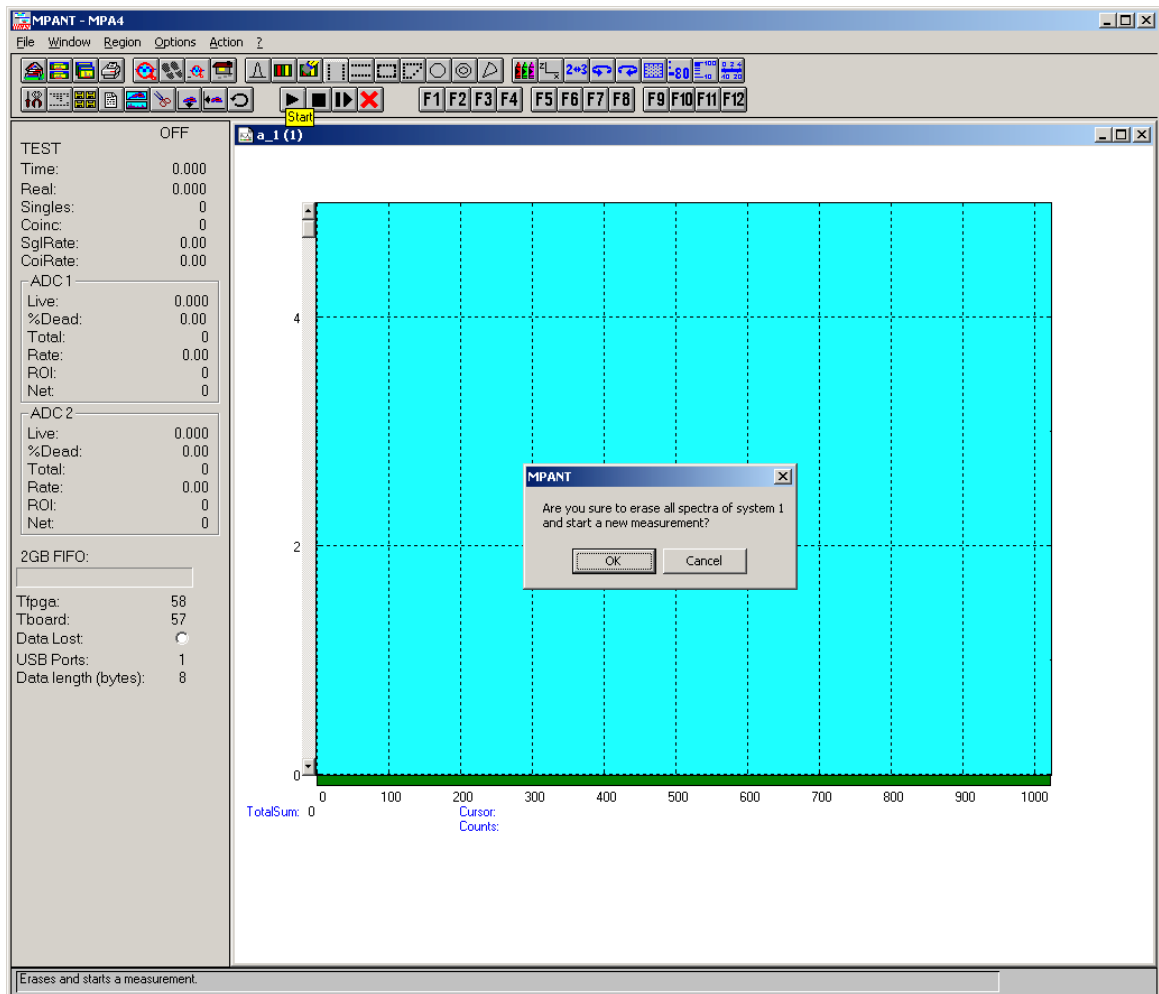 MPANT - MPA4
File Window Region Options Action ?
2↔3 80 100 10
F1 F2 F3 F4 F5 F6 F7 F8 F9 F10 F11 F12
Start
OFF
TEST
Time: 0.000
Real: 0.000
Singles: 0
Coinc: 0
SglRate: 0.00
CoiRate: 0.00
ADC 1
Live: 0.000
%Dead: 0.00
Total: 0
Rate: 0.00
ROI: 0
Net: 0
ADC 2
Live: 0.000
%Dead: 0.00
Total: 0
Rate: 0.00
ROI: 0
Net: 0
2GB FIFO:
Tfpga: 58
Tboard: 57
Data Lost:
USB Ports: 1
Data length (bytes): 8
a_1 (1)
4
2
0
0 100 200 300 400 500 600 700 800 900 1000
TotalSum: 0 Cursor:
Counts:
MPANT
Are you sure to erase all spectra of system 1
and start a new measurement?
OK Cancel
Erases and starts a measurement.